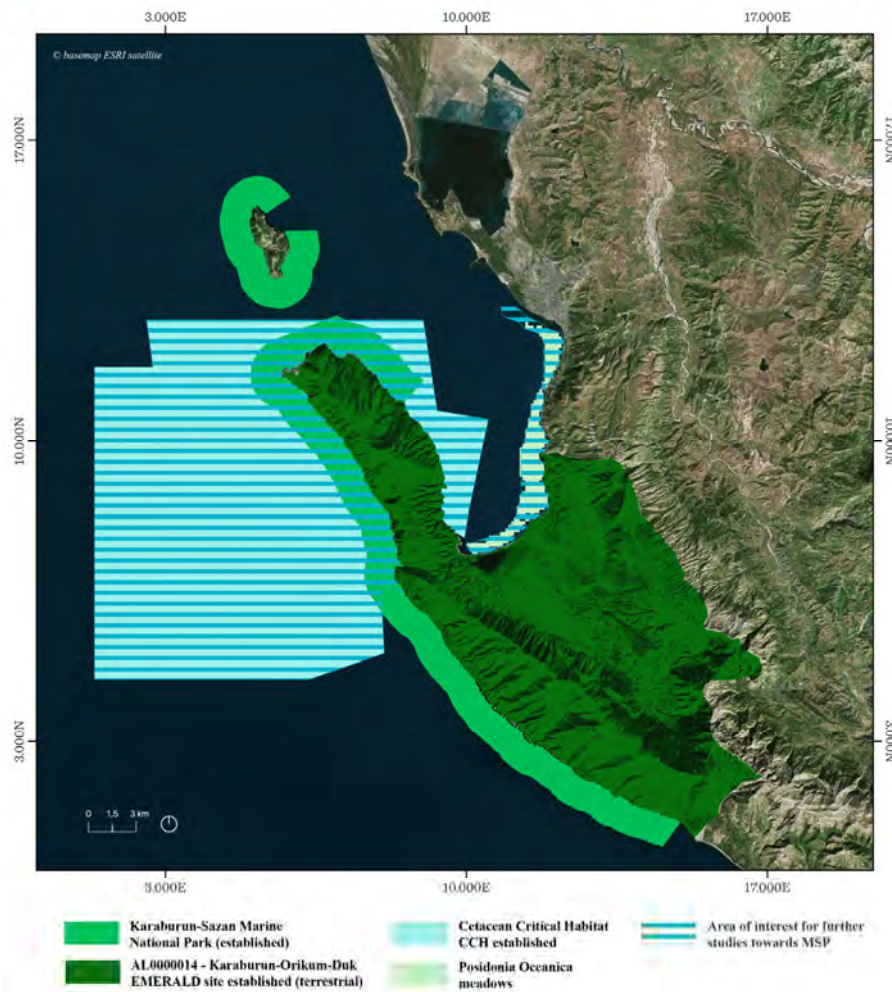 3.000E 10.000E 17.000E
© basemap ESRI satellite
17.000N 17.000N
10.000N 10.000N
3.000N 3.000N
0 1,5 3 km
3.000E 10.000E 17.000E
Karaburun-Sazan Marine
National Park (established)
AL0000014 - Karaburun-Orikum-Duk
EMERALD site established (terrestrial)
Cetacean Critical Habitat
CCH established
Posidonia Occeanica
meadows
Area of interest for further
studies towards MSP